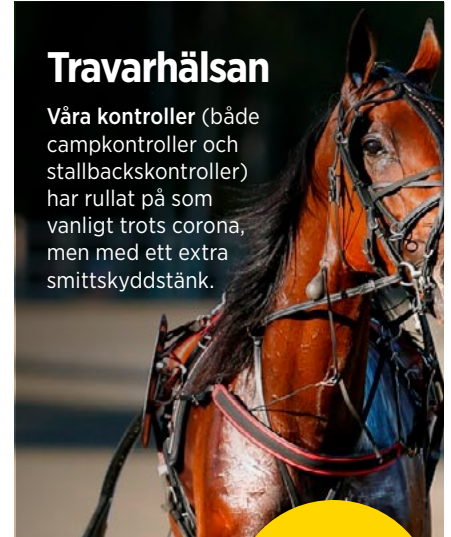 Travarhälsan
Våra kontroller (både
campkontroller och
stallbackskontroller)
har rullat på som
vanligt trots corona,
men med ett extra
smittskyddstänk.